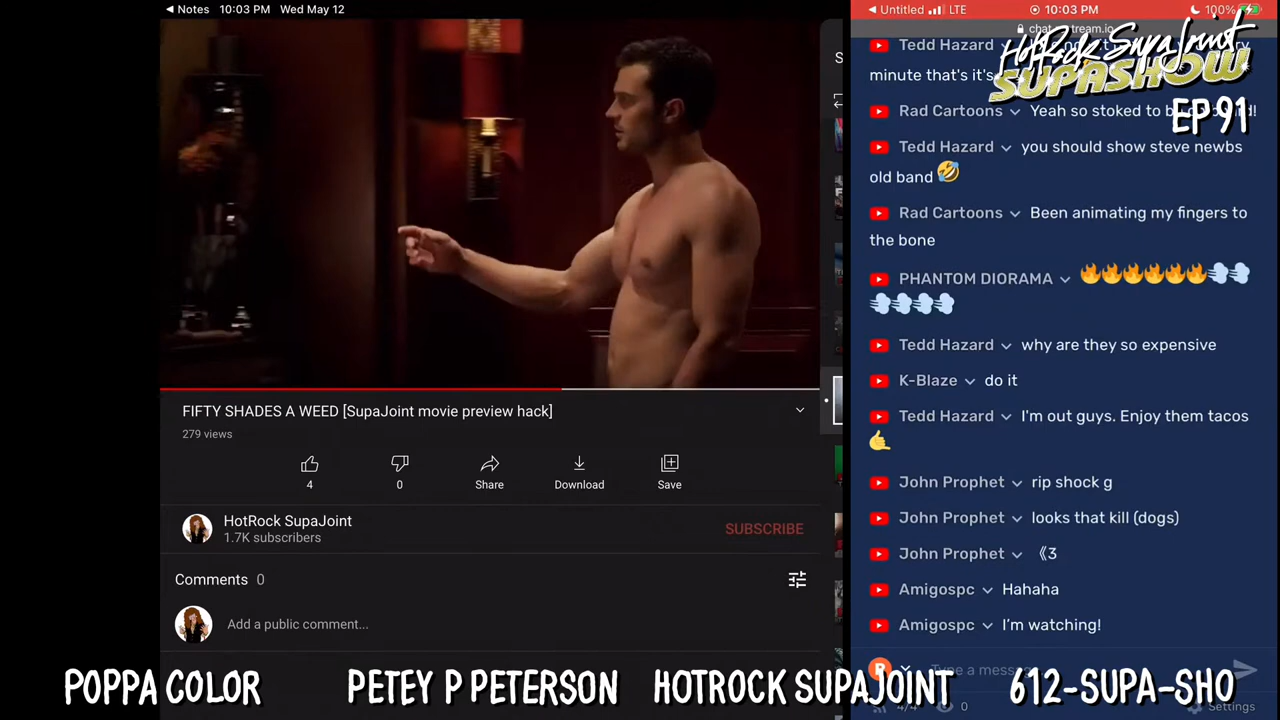 Notes 10:03 PM Wed May 12
FIFTY SHADES A WEED [SupaJoint movie preview hack]
279 views
4
0
Share
Download
Save
HotRock SupaJoint
1.7K subscribers
SUBSCRIBE
Comments 0
Add a public comment...
Untitled LTE 10:03 PM 100%
HotRock SupaJoint
SUPASHOW
EP 91
Tedd Hazard
minute that's it's
Rad Cartoons Yeah so stoked to
Tedd Hazard you should show steve newbs
old band 🤣
Rad Cartoons Been animating my fingers to
the bone
PHANTOM DIORAMA 🔥🔥🔥🔥🔥🔥💨💨
💨💨💨💨
Tedd Hazard why are they so expensive
K-Blaze do it
Tedd Hazard I'm out guys. Enjoy them tacos
🤙
John Prophet rip shock g
John Prophet looks that kill (dogs)
John Prophet 《3
Amigospc Hahaha
Amigospc I'm watching!
Type a message
4/4 0 Settings
POPPA COLOR PETEY P PETERSON HOTROCK SUPAJOINT 612-SUPA-SHO